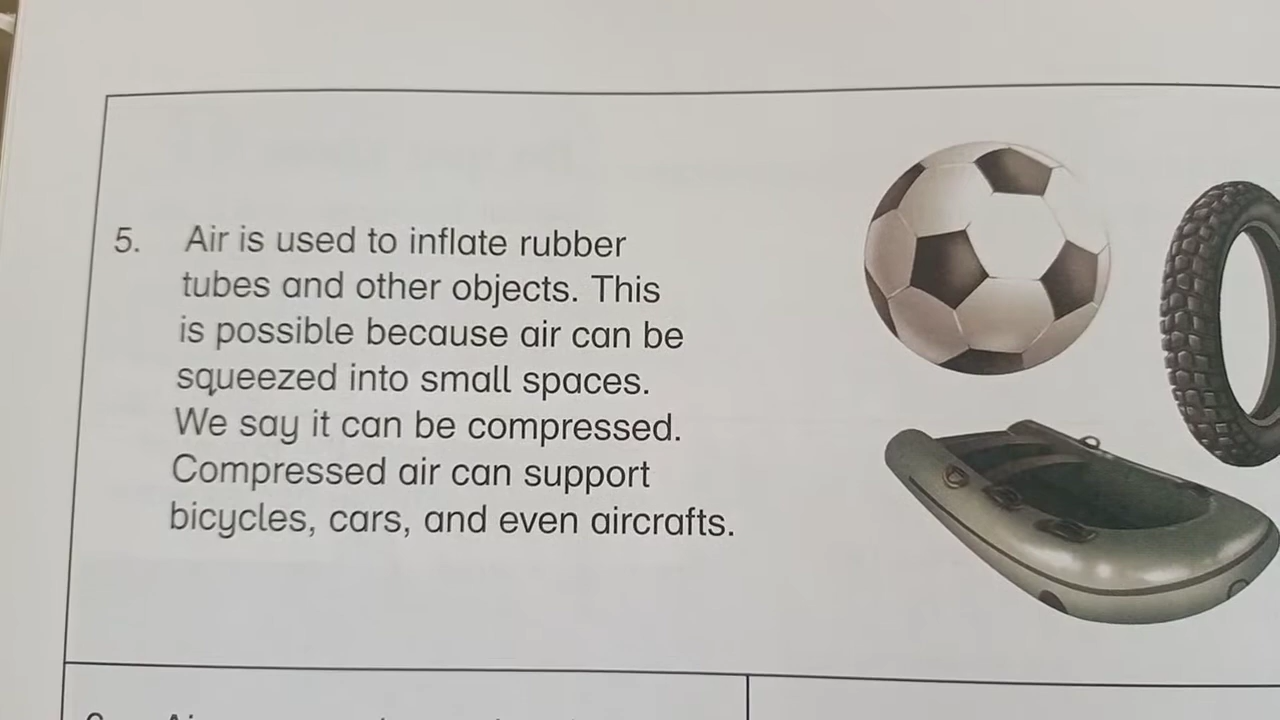 5. Air is used to inflate rubber
tubes and other objects. This
is possible because air can be
squeezed into small spaces.
We say it can be compressed.
Compressed air can support
bicycles, cars, and even aircrafts.